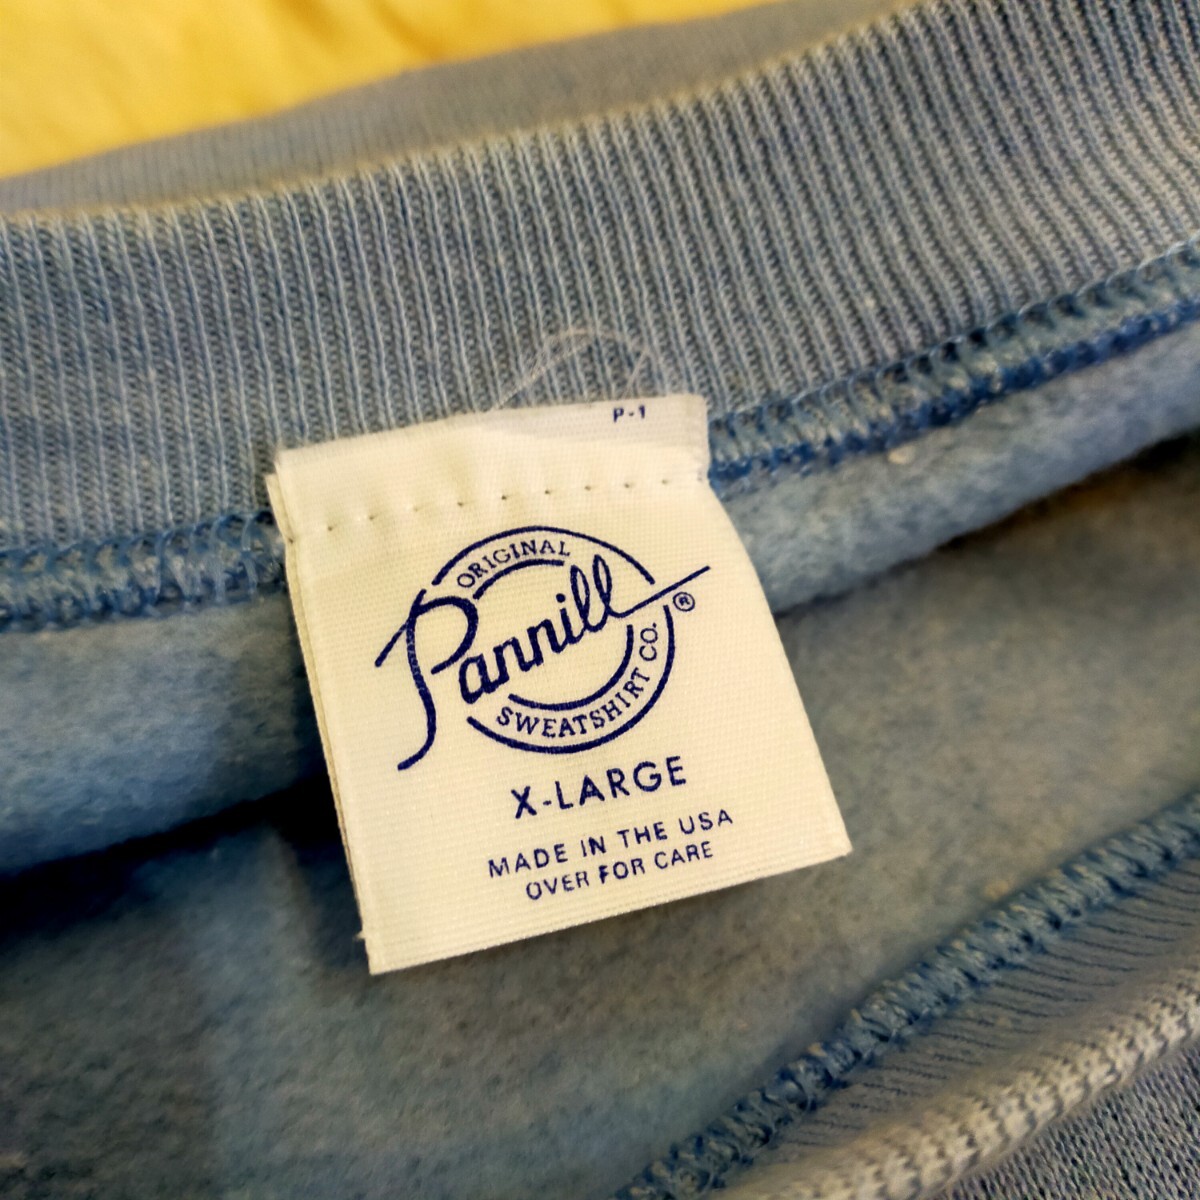 P-1
ORIGINAL
Pannill ®
SWEATSHIRT CO.
X-LARGE
MADE IN THE USA
OVER FOR CARE